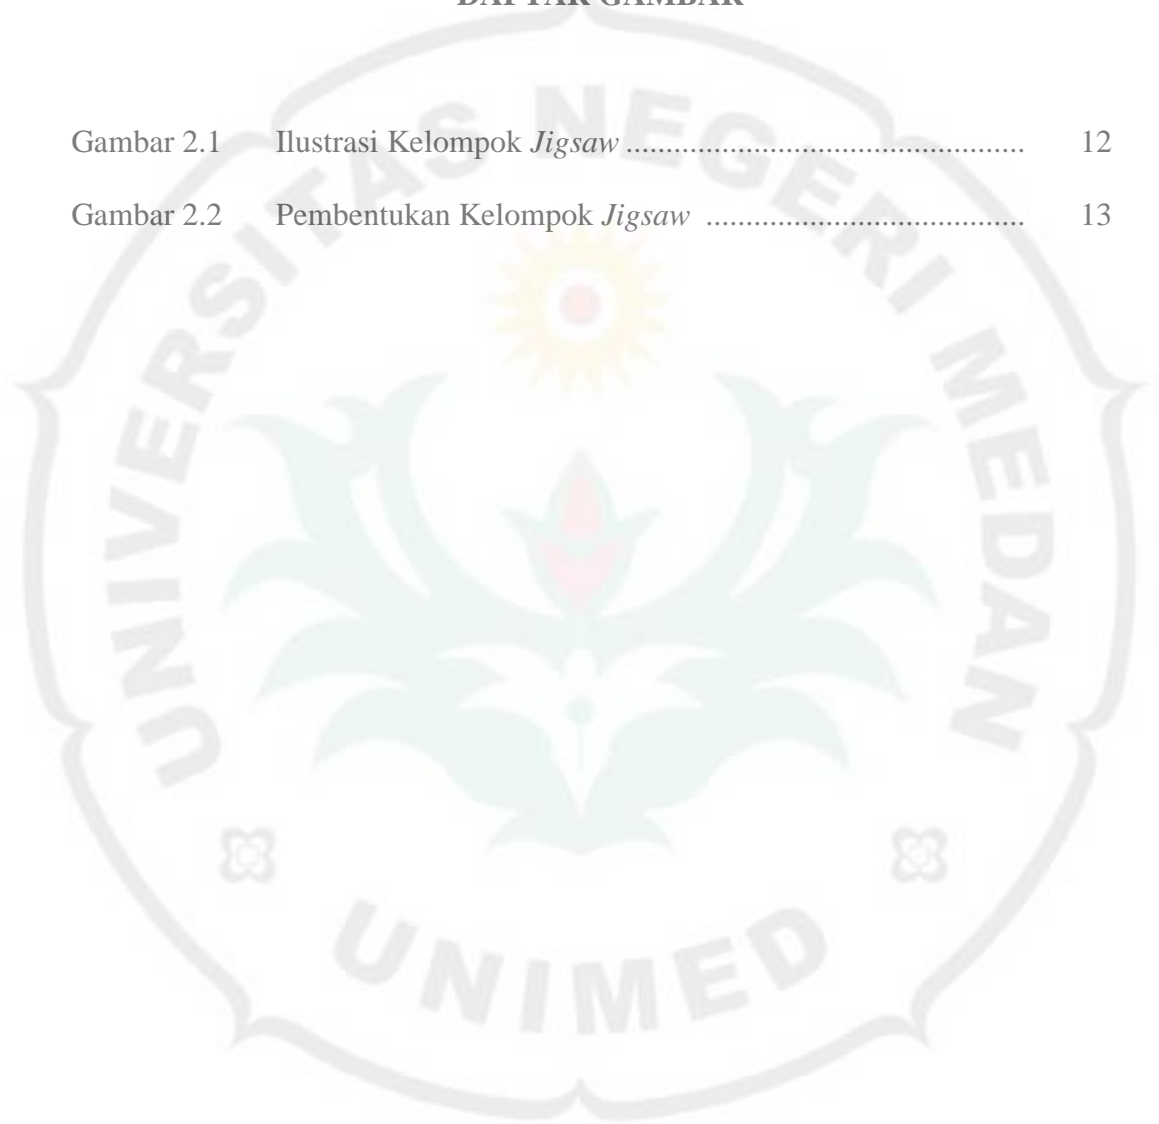 DAFTAR GAMBAR
Gambar 2.1 Ilustrasi Kelompok Jigsaw .................................................. 12
Gambar 2.2 Pembentukan Kelompok Jigsaw ........................................ 13
UNIVERSITAS NEGERI MEDAN
UNIMED